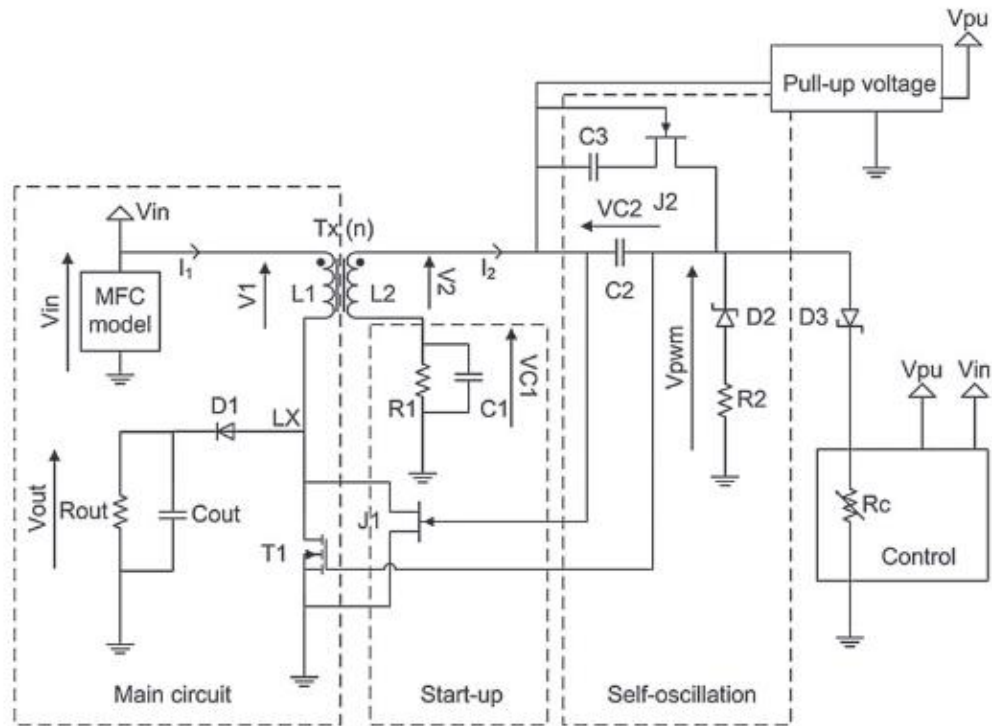 Vpu
Pull-up voltage
C3
J2
VC2
Vin
Tx (n)
I1
I2
C2
MFC
model
Vin
V1
L1
L2
V2
Vpwm
D2
D3
R2
R1
C1
VC1
Vpu
Vin
D1
LX
Vout
Rout
Cout
J1
T1
Rc
Control
Main circuit
Start-up
Self-oscillation